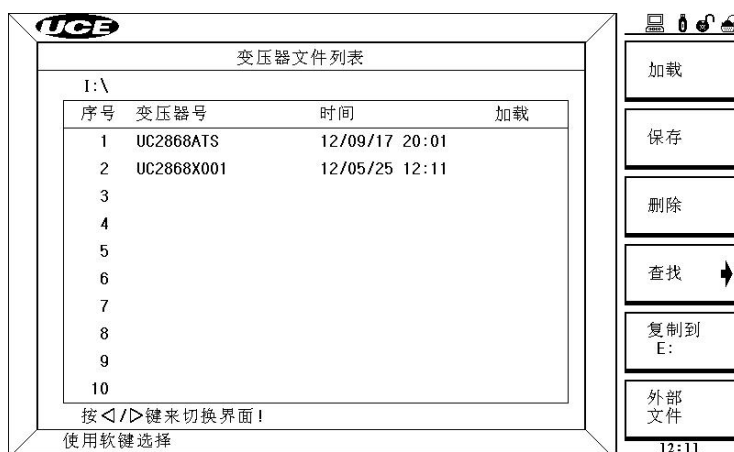 UCE
变压器文件列表
I:\
序号 变压器号 时间 加载
1 UC2868ATS 12/09/17 20:01
2 UC2868X001 12/05/25 12:11
3
4
5
6
7
8
9
10
按◁/▷键来切换界面!
使用软键选择
加载
保存
删除
查找
复制到
E:
外部
文件
12:11